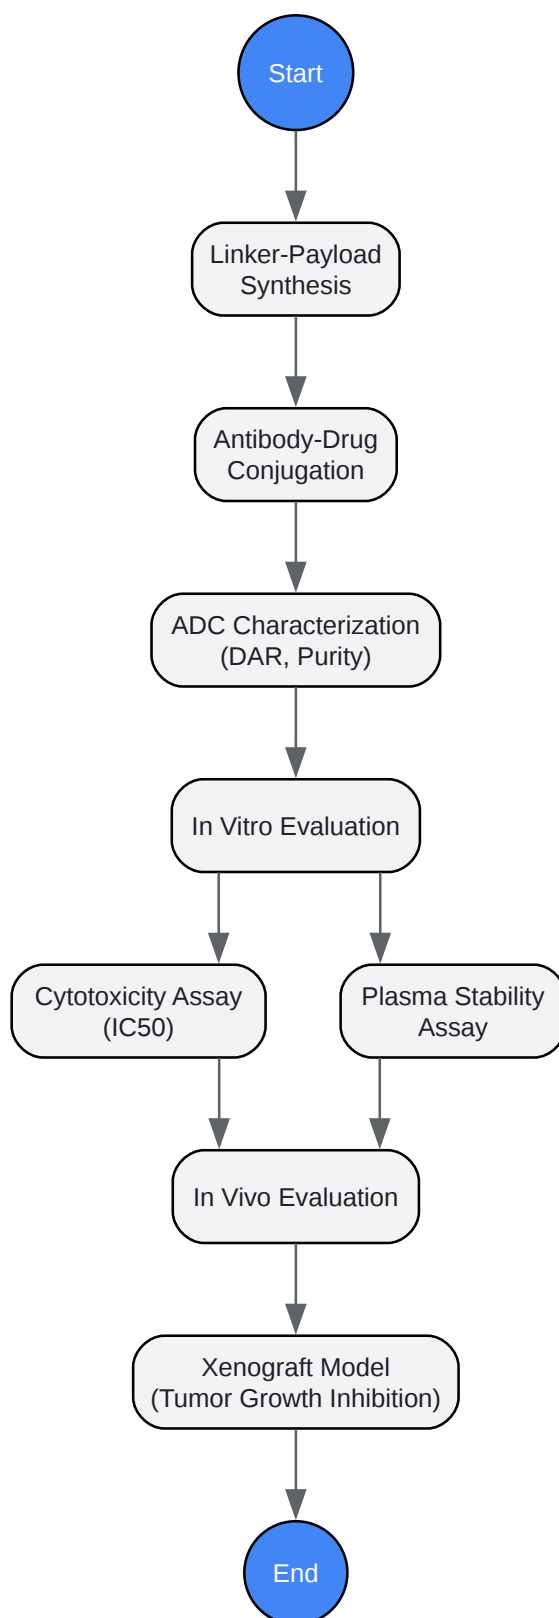 Start
Linker-Payload
Synthesis
Antibody-Drug
Conjugation
ADC Characterization
(DAR, Purity)
In Vitro Evaluation
Cytotoxicity Assay
(IC50)
Plasma Stability
Assay
In Vivo Evaluation
Xenograft Model
(Tumor Growth Inhibition)
End